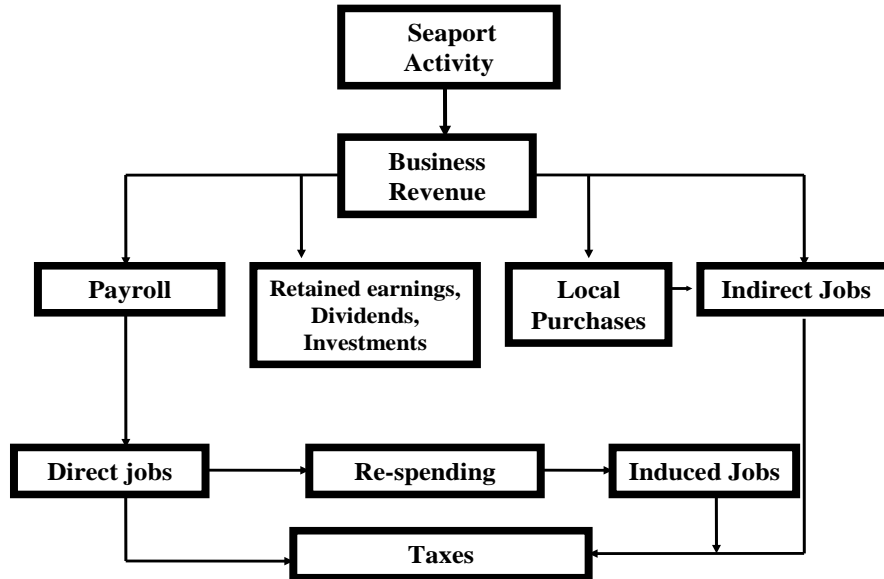 Seaport
Activity
Business
Revenue
Payroll
Retained earnings,
Dividends,
Investments
Local
Purchases
Indirect Jobs
Direct jobs
Re-spending
Induced Jobs
Taxes